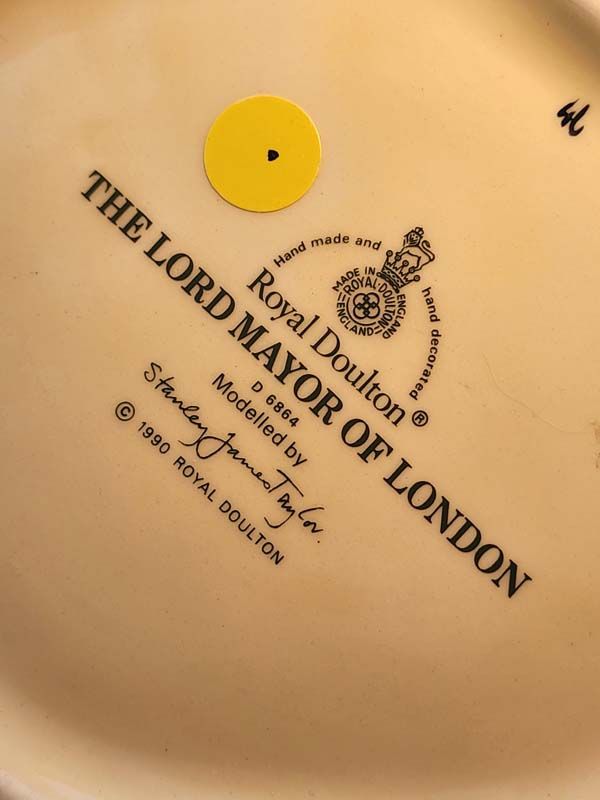 Hand made and hand decorated
MADE IN ENGLAND
ROYAL·DOULTON
ENGLAND
Royal Doulton ®
THE LORD MAYOR OF LONDON
D 6864
Modelled by
Stanley James Taylor.
© 1990 ROYAL DOULTON